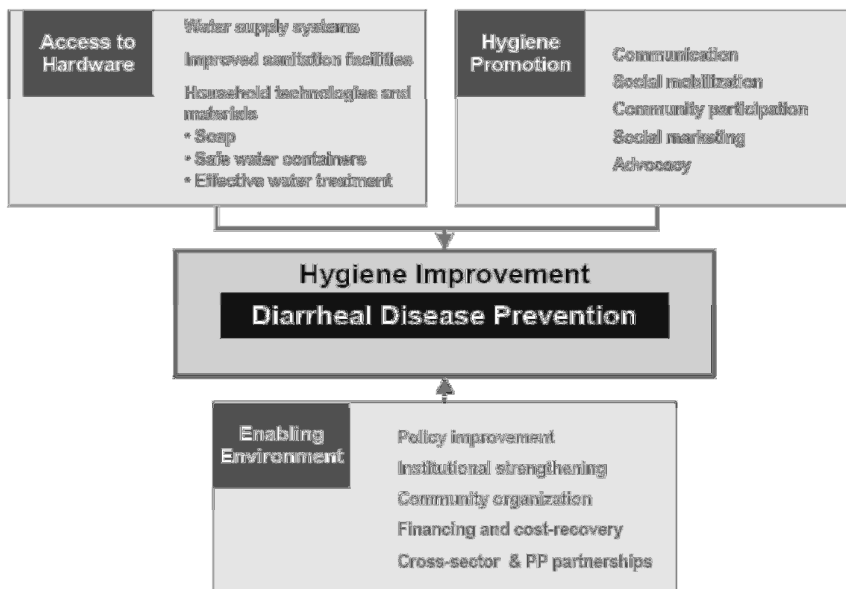 Access to
Hardware
Water supply systems
Improved sanitation facilities
Household technologies and
materials
• Soap
• Safe water containers
• Effective water treatment
Hygiene
Promotion
Communication
Social mobilization
Community participation
Social marketing
Advocacy
Hygiene Improvement
Diarrheal Disease Prevention
Enabling
Environment
Policy improvement
Institutional strengthening
Community organization
Financing and cost-recovery
Cross-sector & PP partnerships